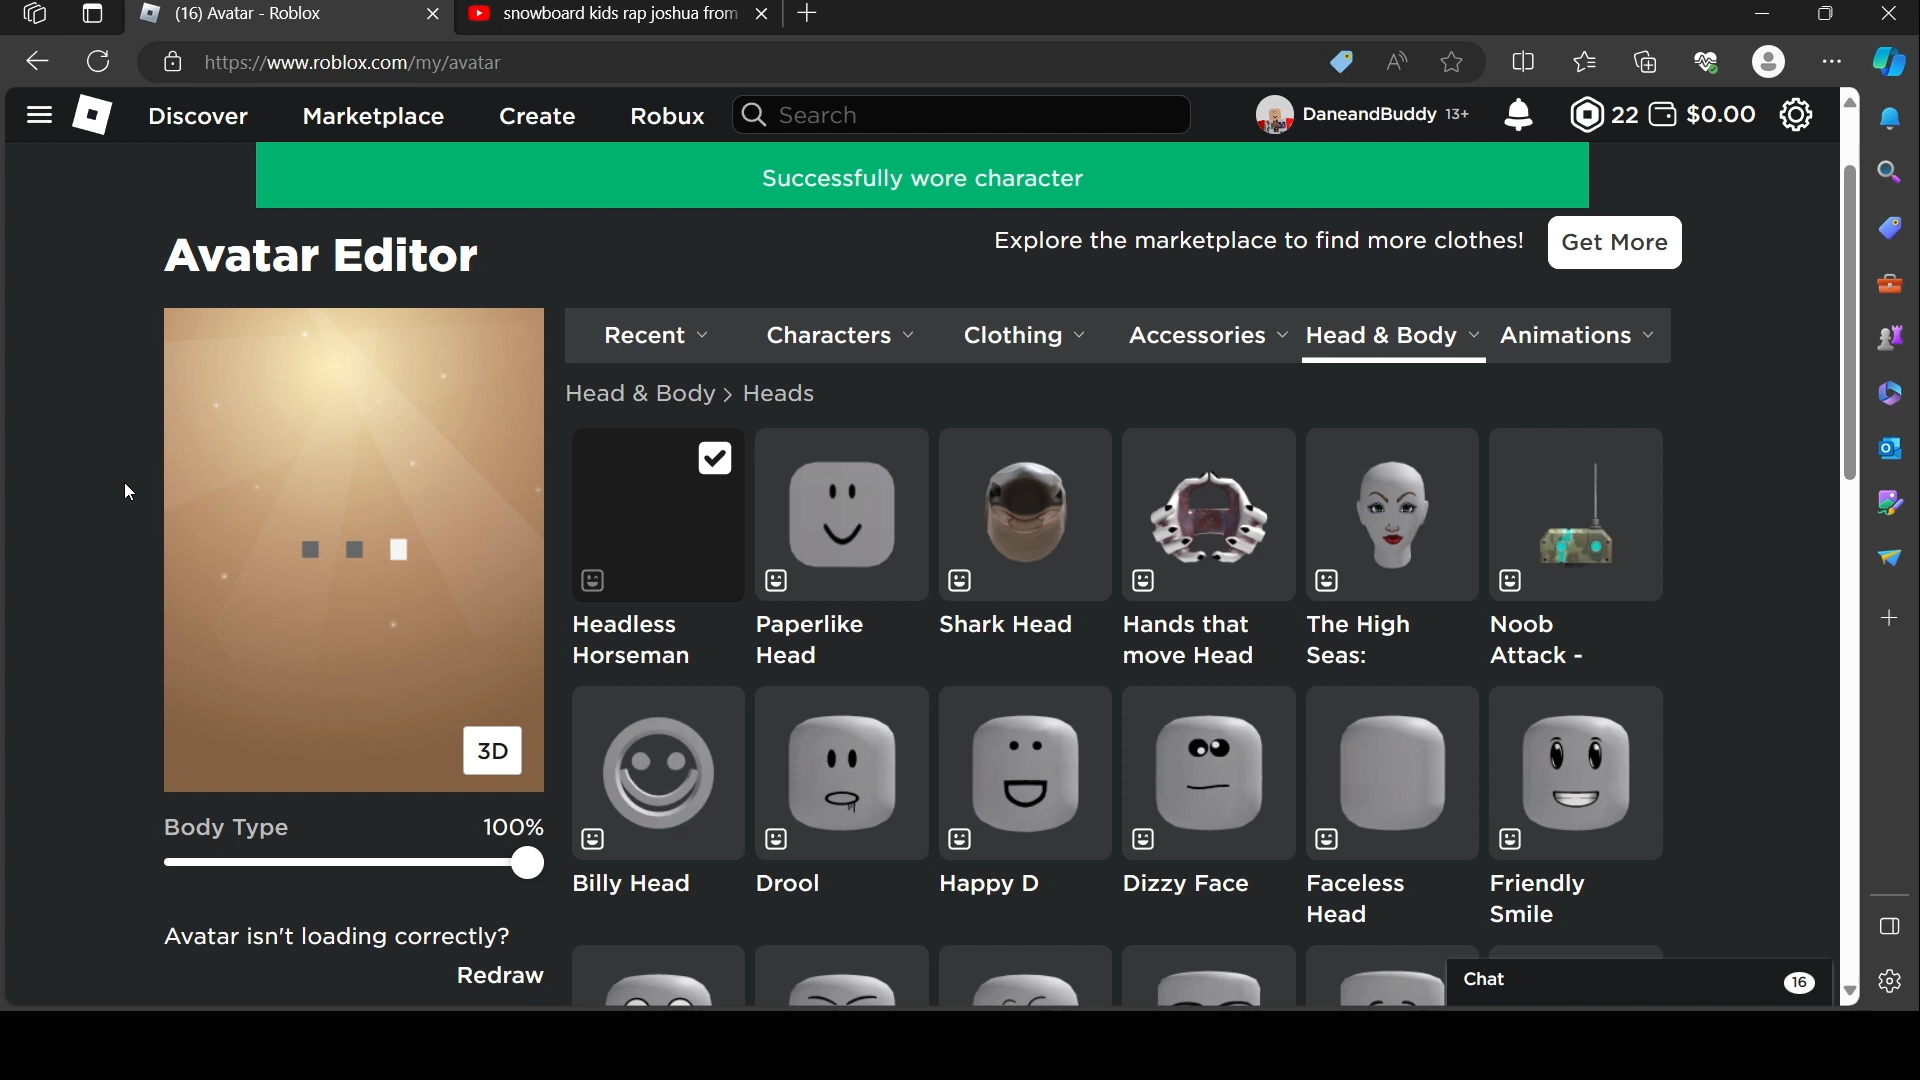 (16) Avatar - Roblox
snowboard kids rap joshua from
https://www.roblox.com/my/avatar
Discover
Marketplace
Create
Robux
Search
DaneandBuddy 13+
22
$0.00
Successfully wore character
Avatar Editor
Explore the marketplace to find more clothes!
Get More
Recent
Characters
Clothing
Accessories
Head & Body
Animations
Head & Body > Heads
Headless
Horseman
Paperlike
Head
Shark Head
Hands that
move Head
The High
Seas:
Noob
Attack -
3D
Body Type
100%
Billy Head
Drool
Happy D
Dizzy Face
Faceless
Head
Friendly
Smile
Avatar isn't loading correctly?
Redraw
Chat
16